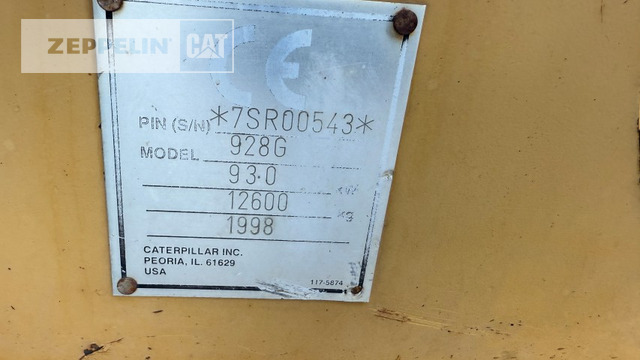 ZEPPELIN CAT
CE
PIN (S/N) *7SR00543*
MODEL 928G
93.0 kW
12600 kg
1998
CATERPILLAR INC.
PEORIA, IL. 61629
USA
117-5874